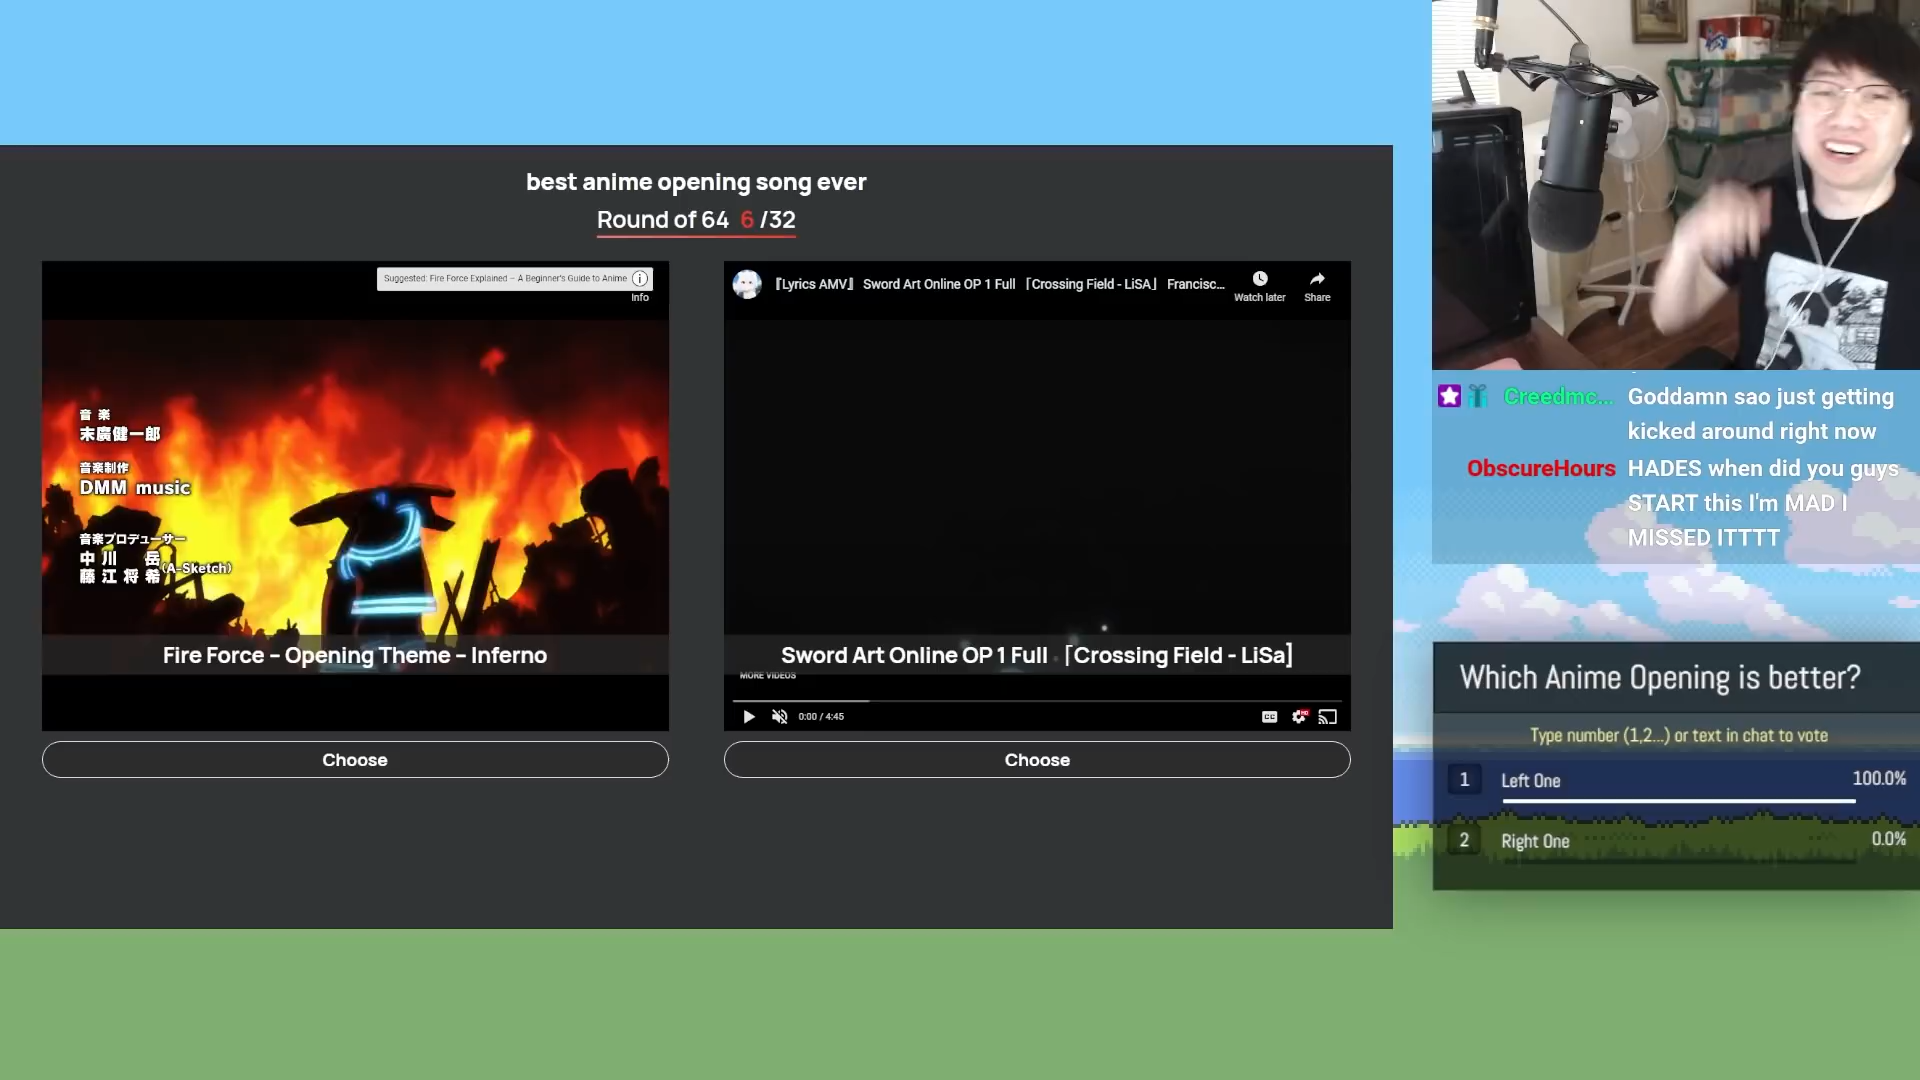 best anime opening song ever
Round of 64 6 /32
Suggested: Fire Force Explained – A Beginner's Guide to Anime
Info
音楽
末廣健一郎
音楽制作
DMM music
音楽プロデューサー
中川 岳
藤江将希 (A-Sketch)
Fire Force – Opening Theme – Inferno
Choose
『Lyrics AMV』 Sword Art Online OP 1 Full 「Crossing Field - LiSA」 Francisc...
Watch later
Share
Sword Art Online OP 1 Full 「Crossing Field - LiSa]
MORE VIDEOS
0:00 / 4:45
CC
HD
Choose
Creedmc... Goddamn sao just getting
kicked around right now
ObscureHours HADES when did you guys
START this I'm MAD I
MISSED ITTTT
Which Anime Opening is better?
Type number (1,2...) or text in chat to vote
1 Left One 100.0%
2 Right One 0.0%